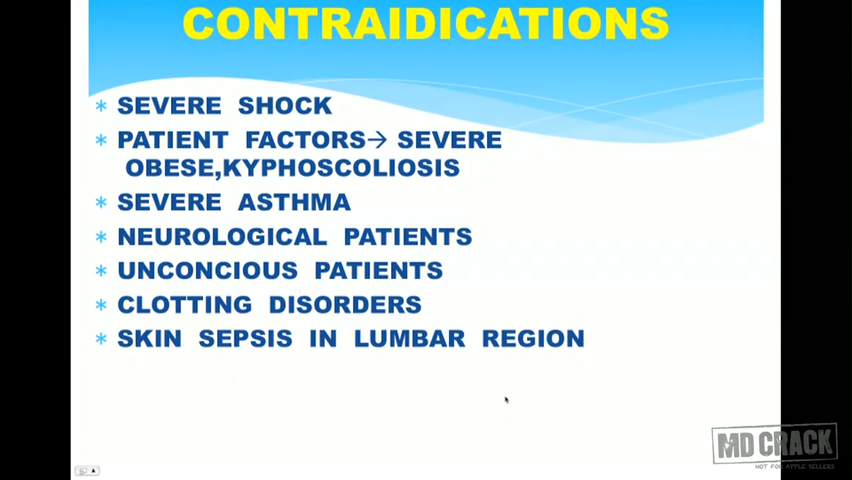 CONTRAIDICATIONS
* SEVERE SHOCK
* PATIENT FACTORS→ SEVERE
OBESE,KYPHOSCOLIOSIS
* SEVERE ASTHMA
* NEUROLOGICAL PATIENTS
* UNCONCIOUS PATIENTS
* CLOTTING DISORDERS
* SKIN SEPSIS IN LUMBAR REGION
MD CRACK
NOT FOR APPLE SELLERS